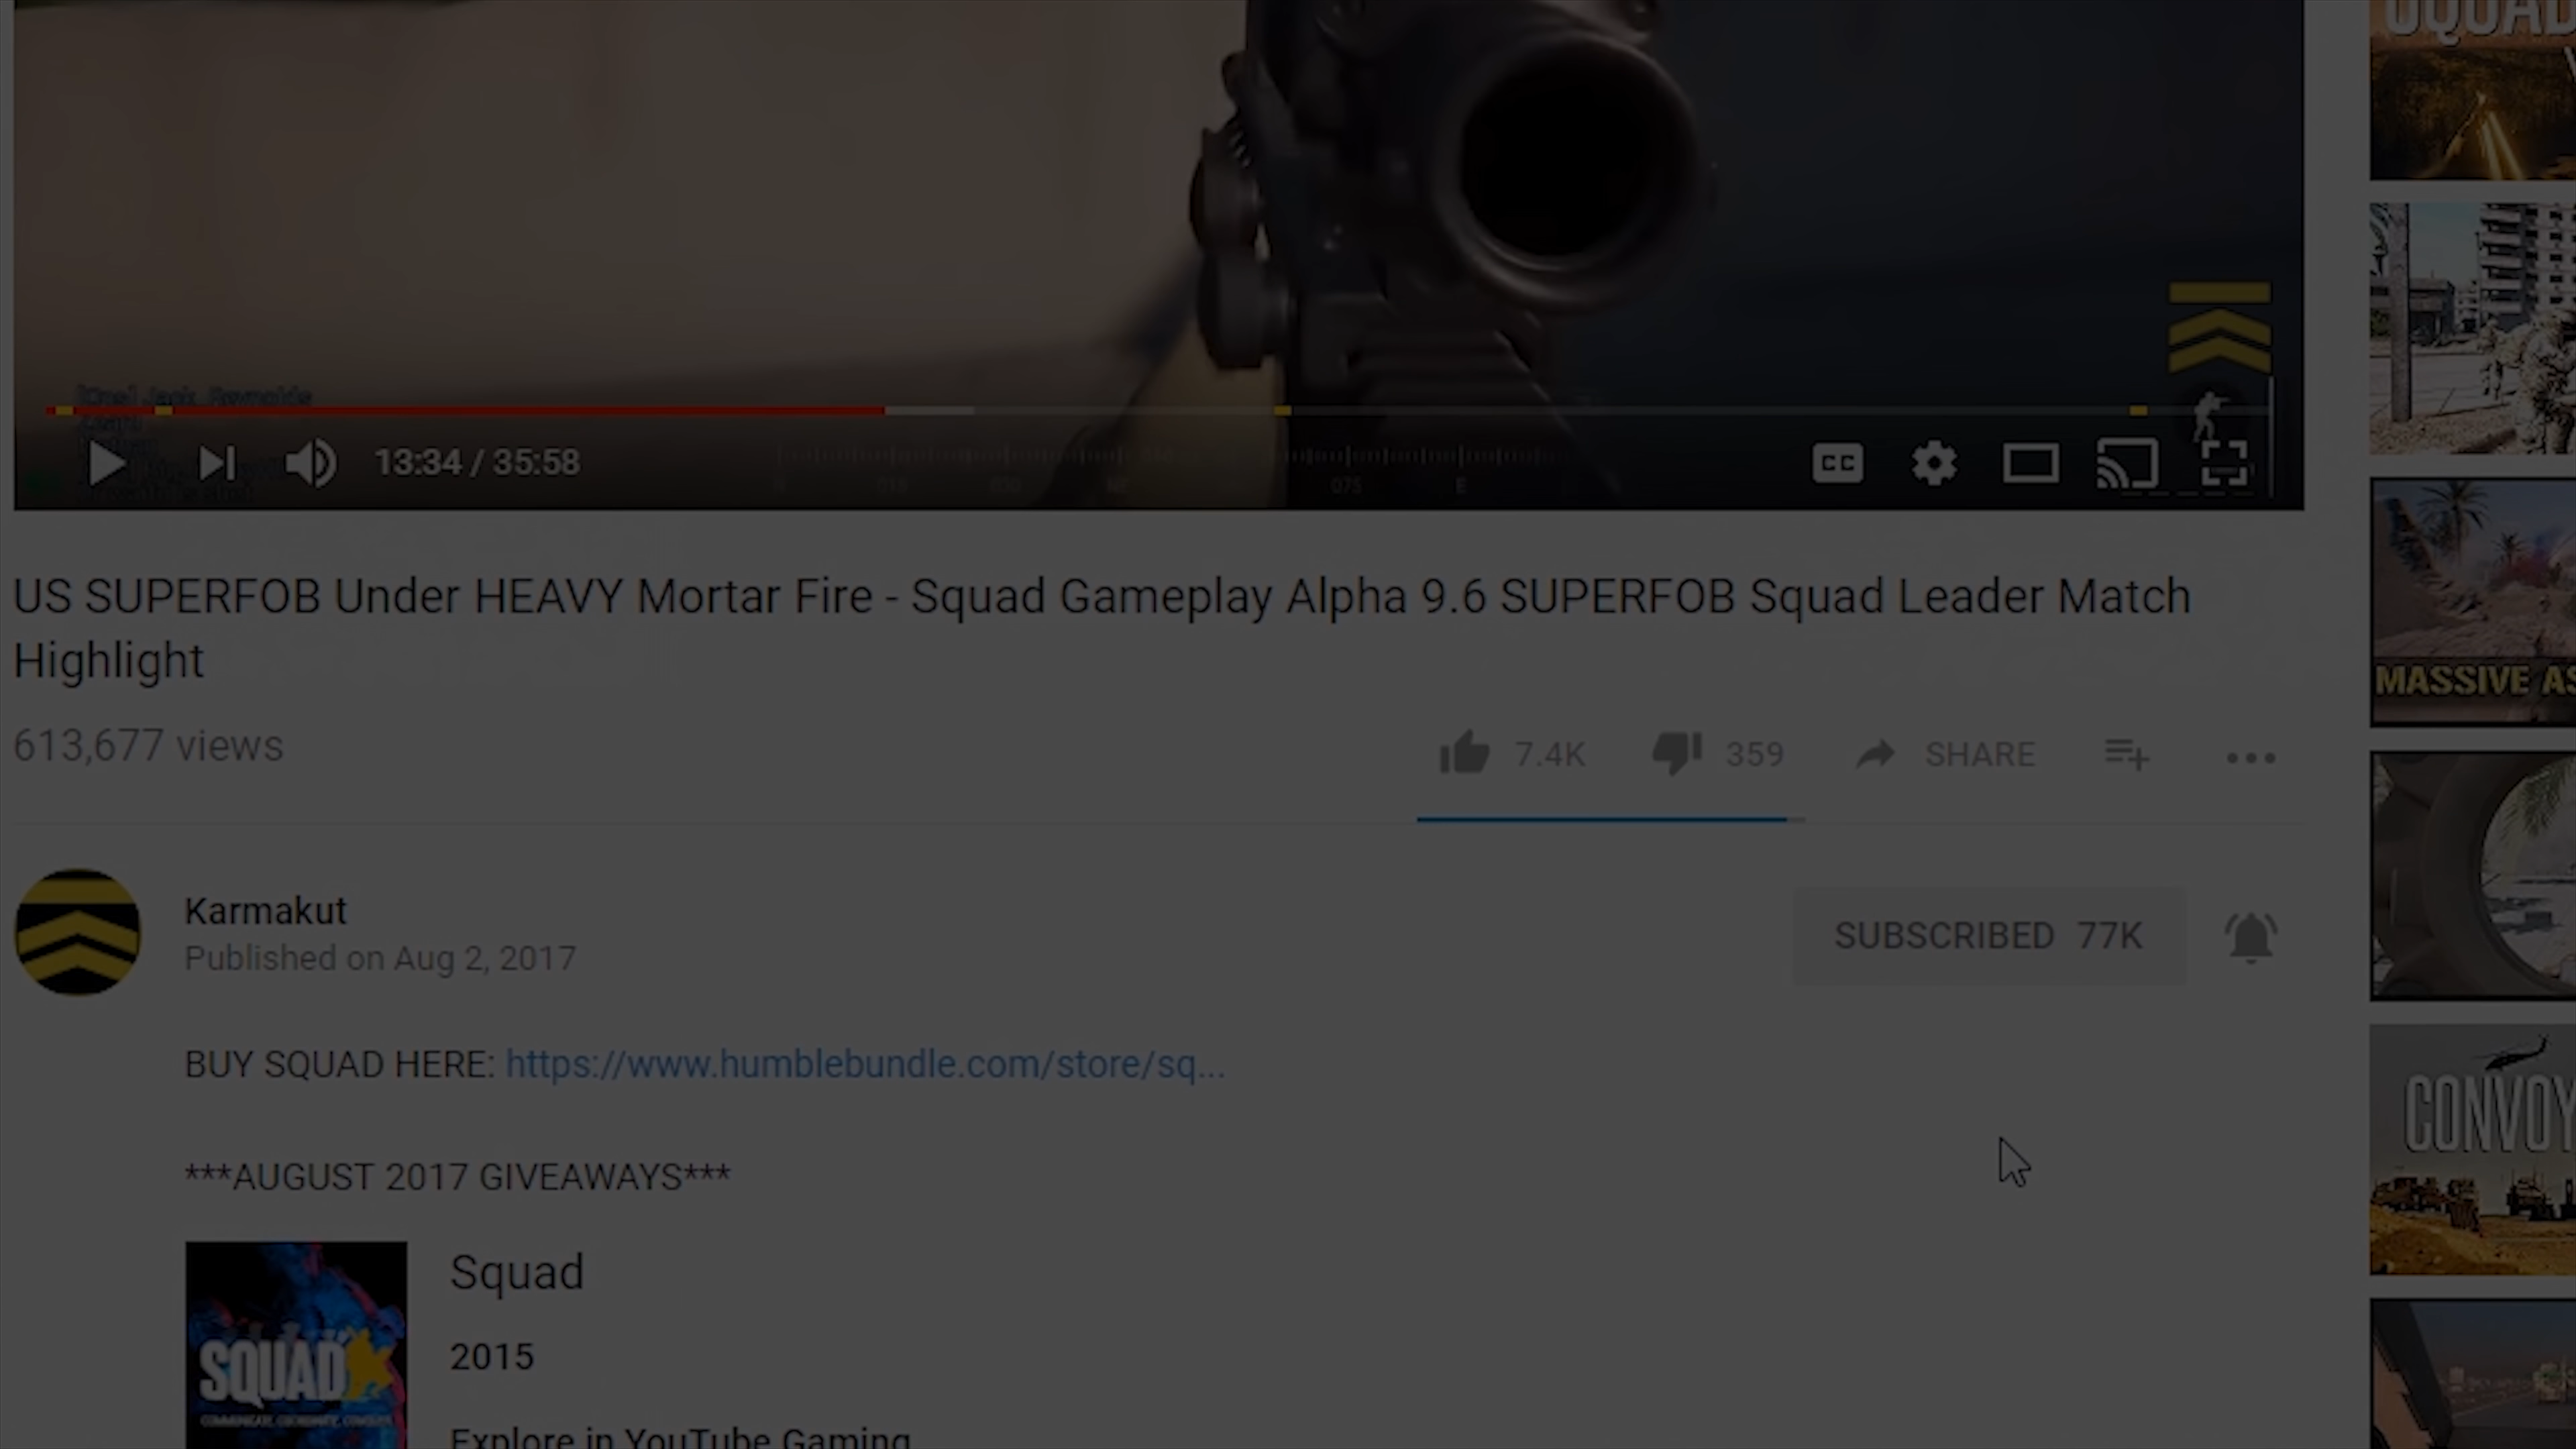 SQUAD
13:34 / 35:58
015
075
E
US SUPERFOB Under HEAVY Mortar Fire - Squad Gameplay Alpha 9.6 SUPERFOB Squad Leader Match
Highlight
613,677 views
7.4K
359
SHARE
MASSIVE AS
Karmakut
Published on Aug 2, 2017
SUBSCRIBED 77K
BUY SQUAD HERE: https://www.humblebundle.com/store/sq...
CONVOY
***AUGUST 2017 GIVEAWAYS***
Squad
2015
SQUAD
Explore in YouTube Gaming